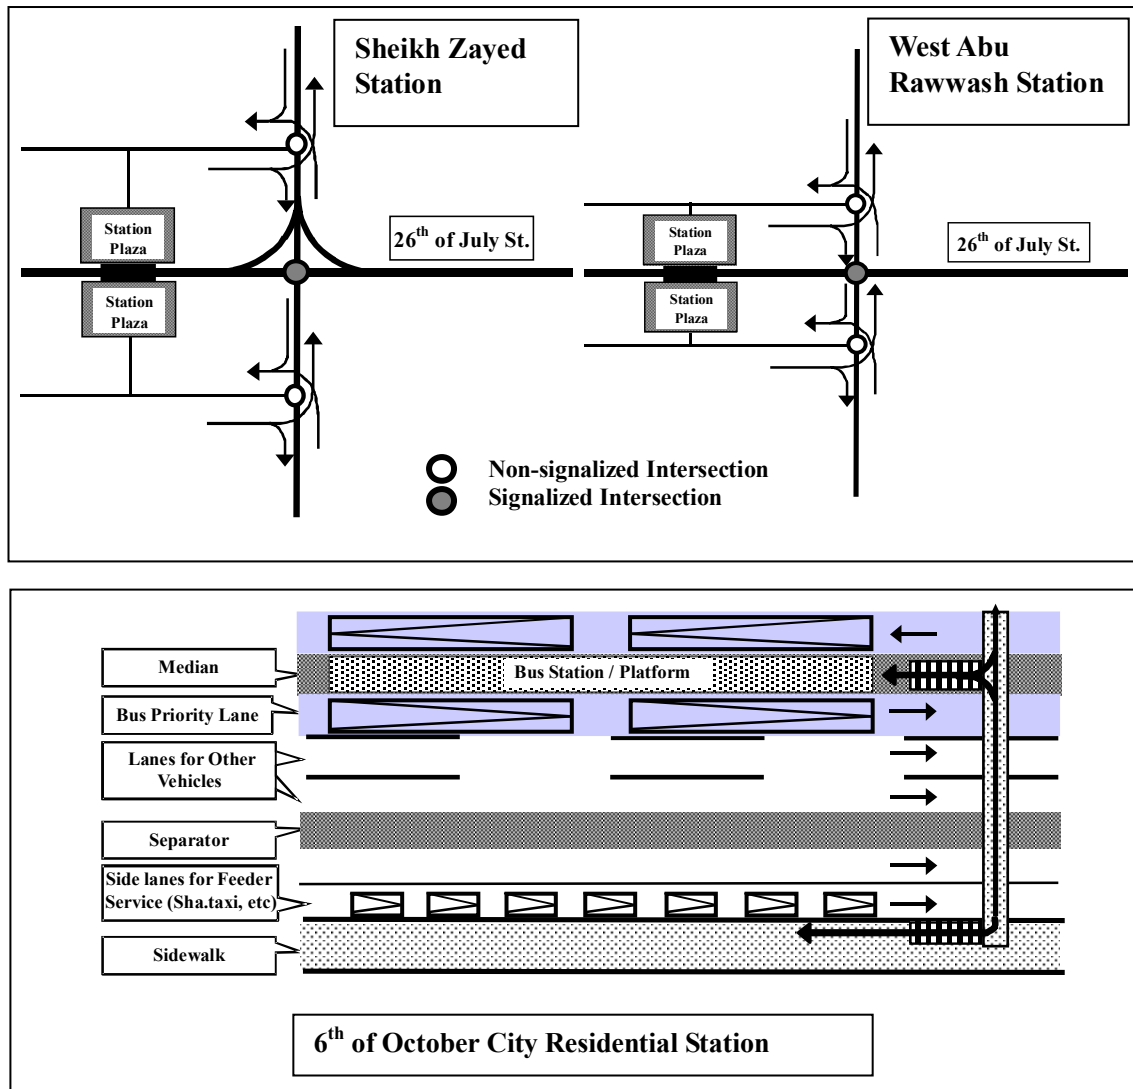 Sheikh Zayed
Station
West Abu
Rawwash Station
Station
Plaza
26th of July St.
Station
Plaza
Station
Plaza
26th of July St.
Station
Plaza
Non-signalized Intersection
Signalized Intersection
Median
Bus Station / Platform
Bus Priority Lane
Lanes for Other
Vehicles
Separator
Side lanes for Feeder
Service (Sha.taxi, etc)
Sidewalk
6th of October City Residential Station